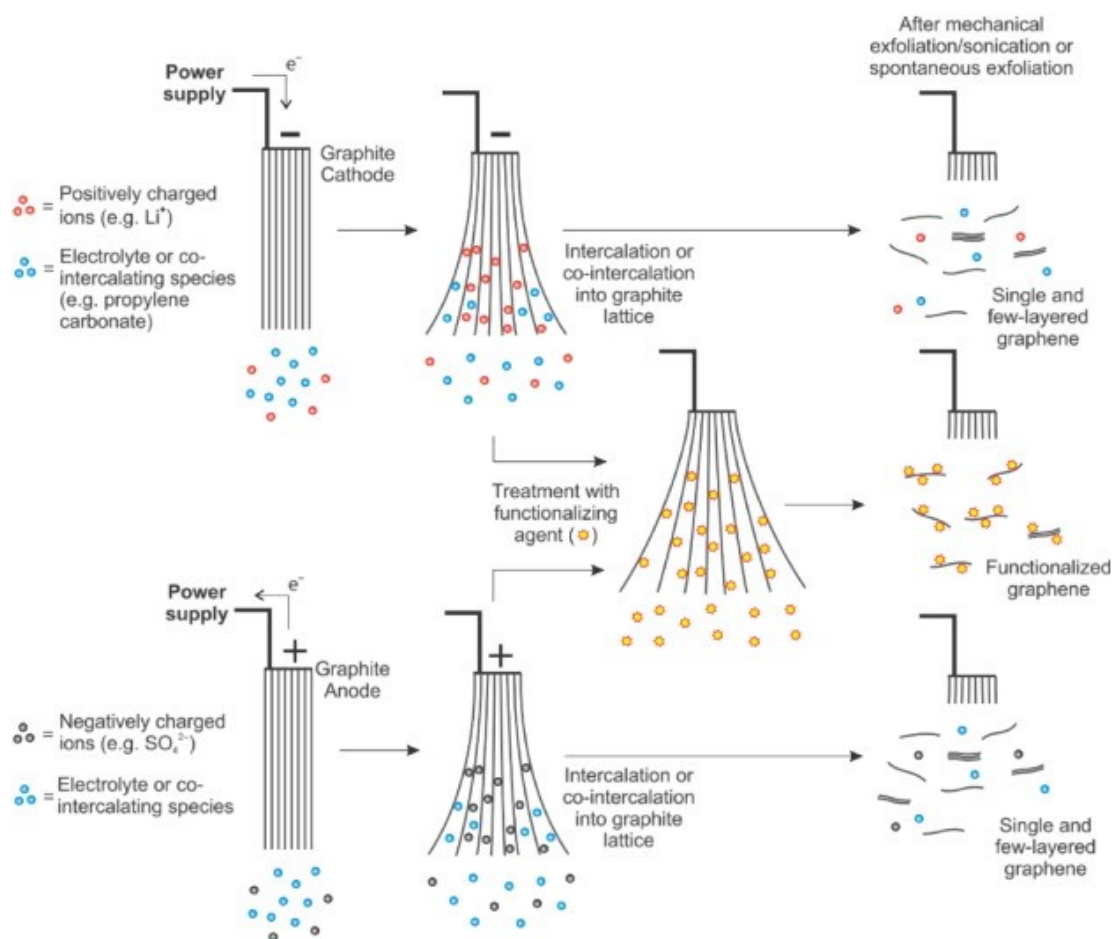 After mechanical
exfoliation/sonication or
spontaneous exfoliation
Power
supply
e⁻
−
Graphite
Cathode
−
= Positively charged
ions (e.g. Li⁺)
= Electrolyte or co-
intercalating species
(e.g. propylene
carbonate)
Intercalation or
co-intercalation
into graphite
lattice
Single and
few-layered
graphene
Treatment with
functionalizing
agent ( )
Functionalized
graphene
Power
supply
e⁻
+
Graphite
Anode
+
= Negatively charged
ions (e.g. SO₄²⁻)
= Electrolyte or co-
intercalating species
Intercalation or
co-intercalation
into graphite
lattice
Single and
few-layered
graphene